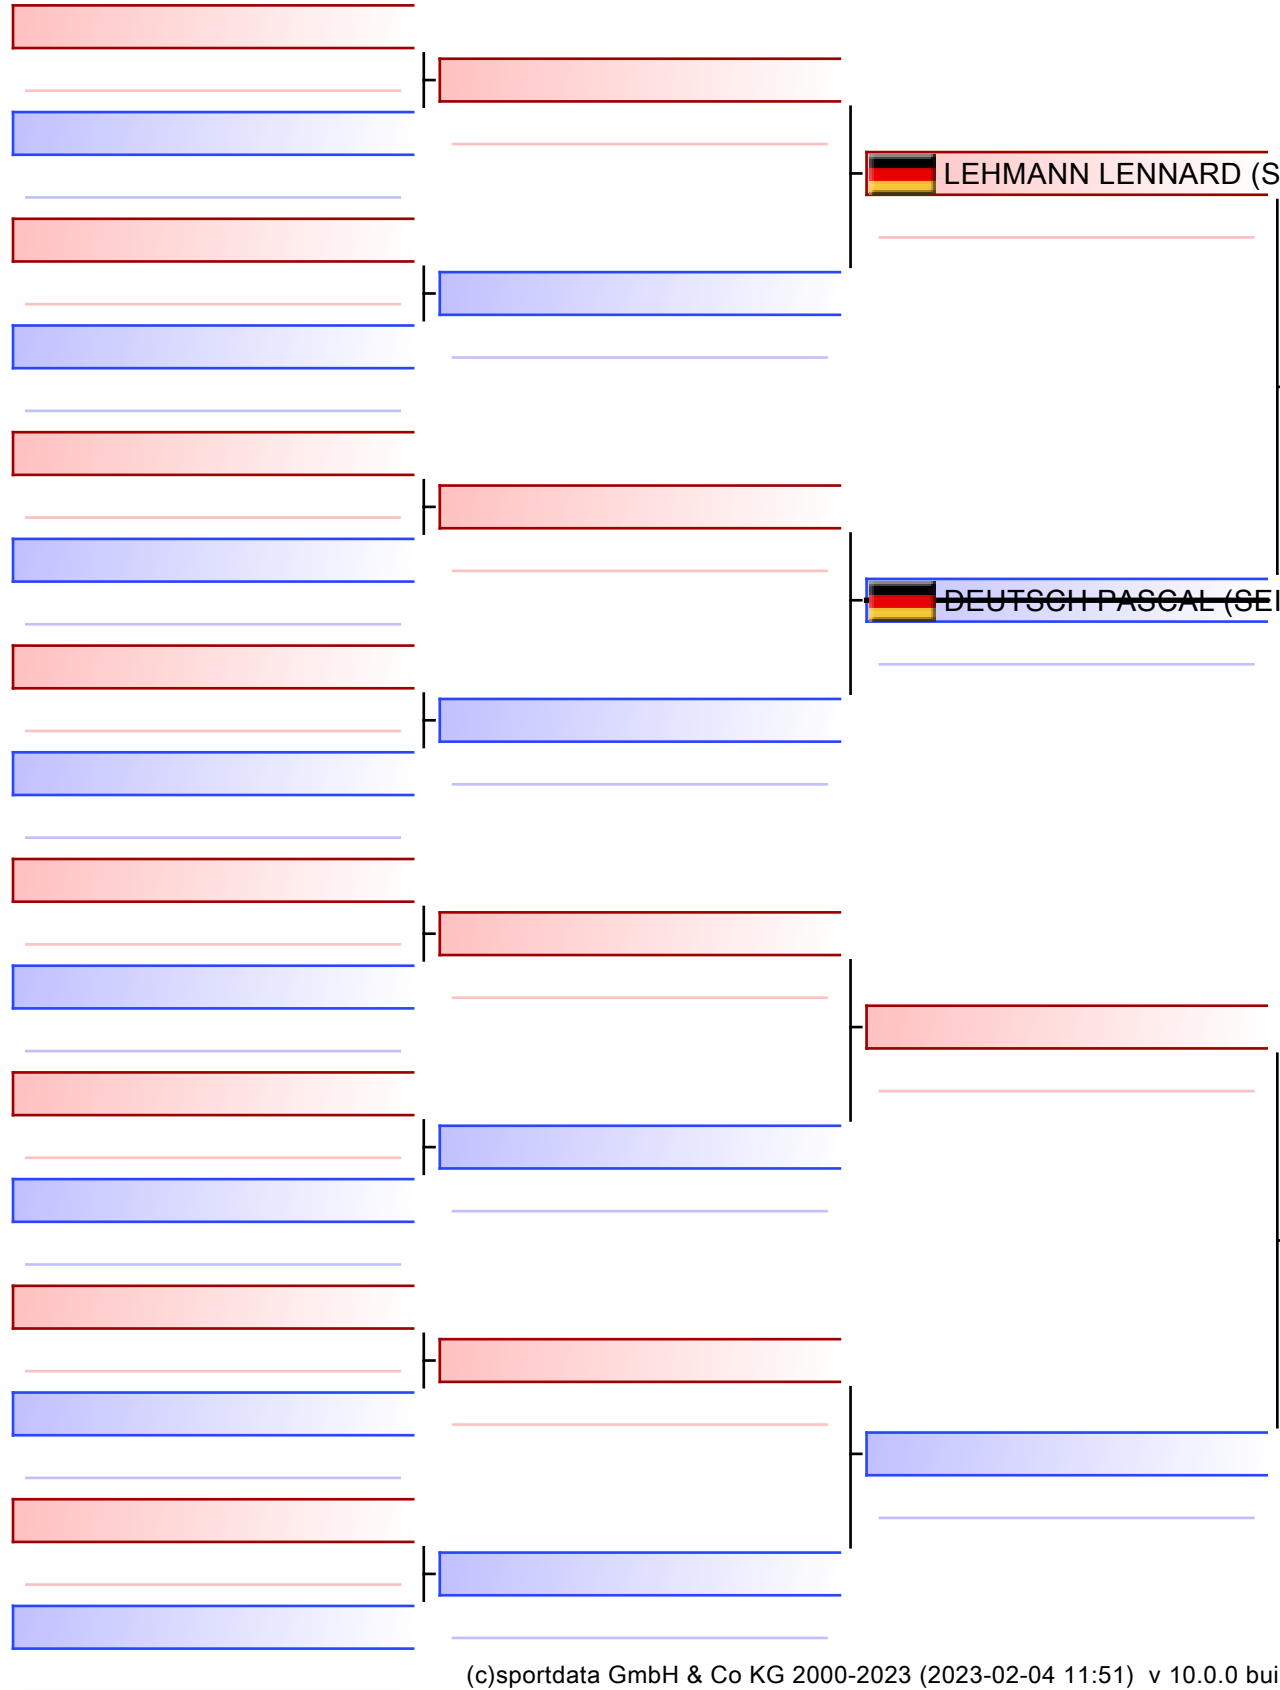 LEHMANN LENNARD (S
DEUTSCH PASCAL (SEI
(c)sportdata GmbH & Co KG 2000-2023 (2023-02-04 11:51) v 10.0.0 bui